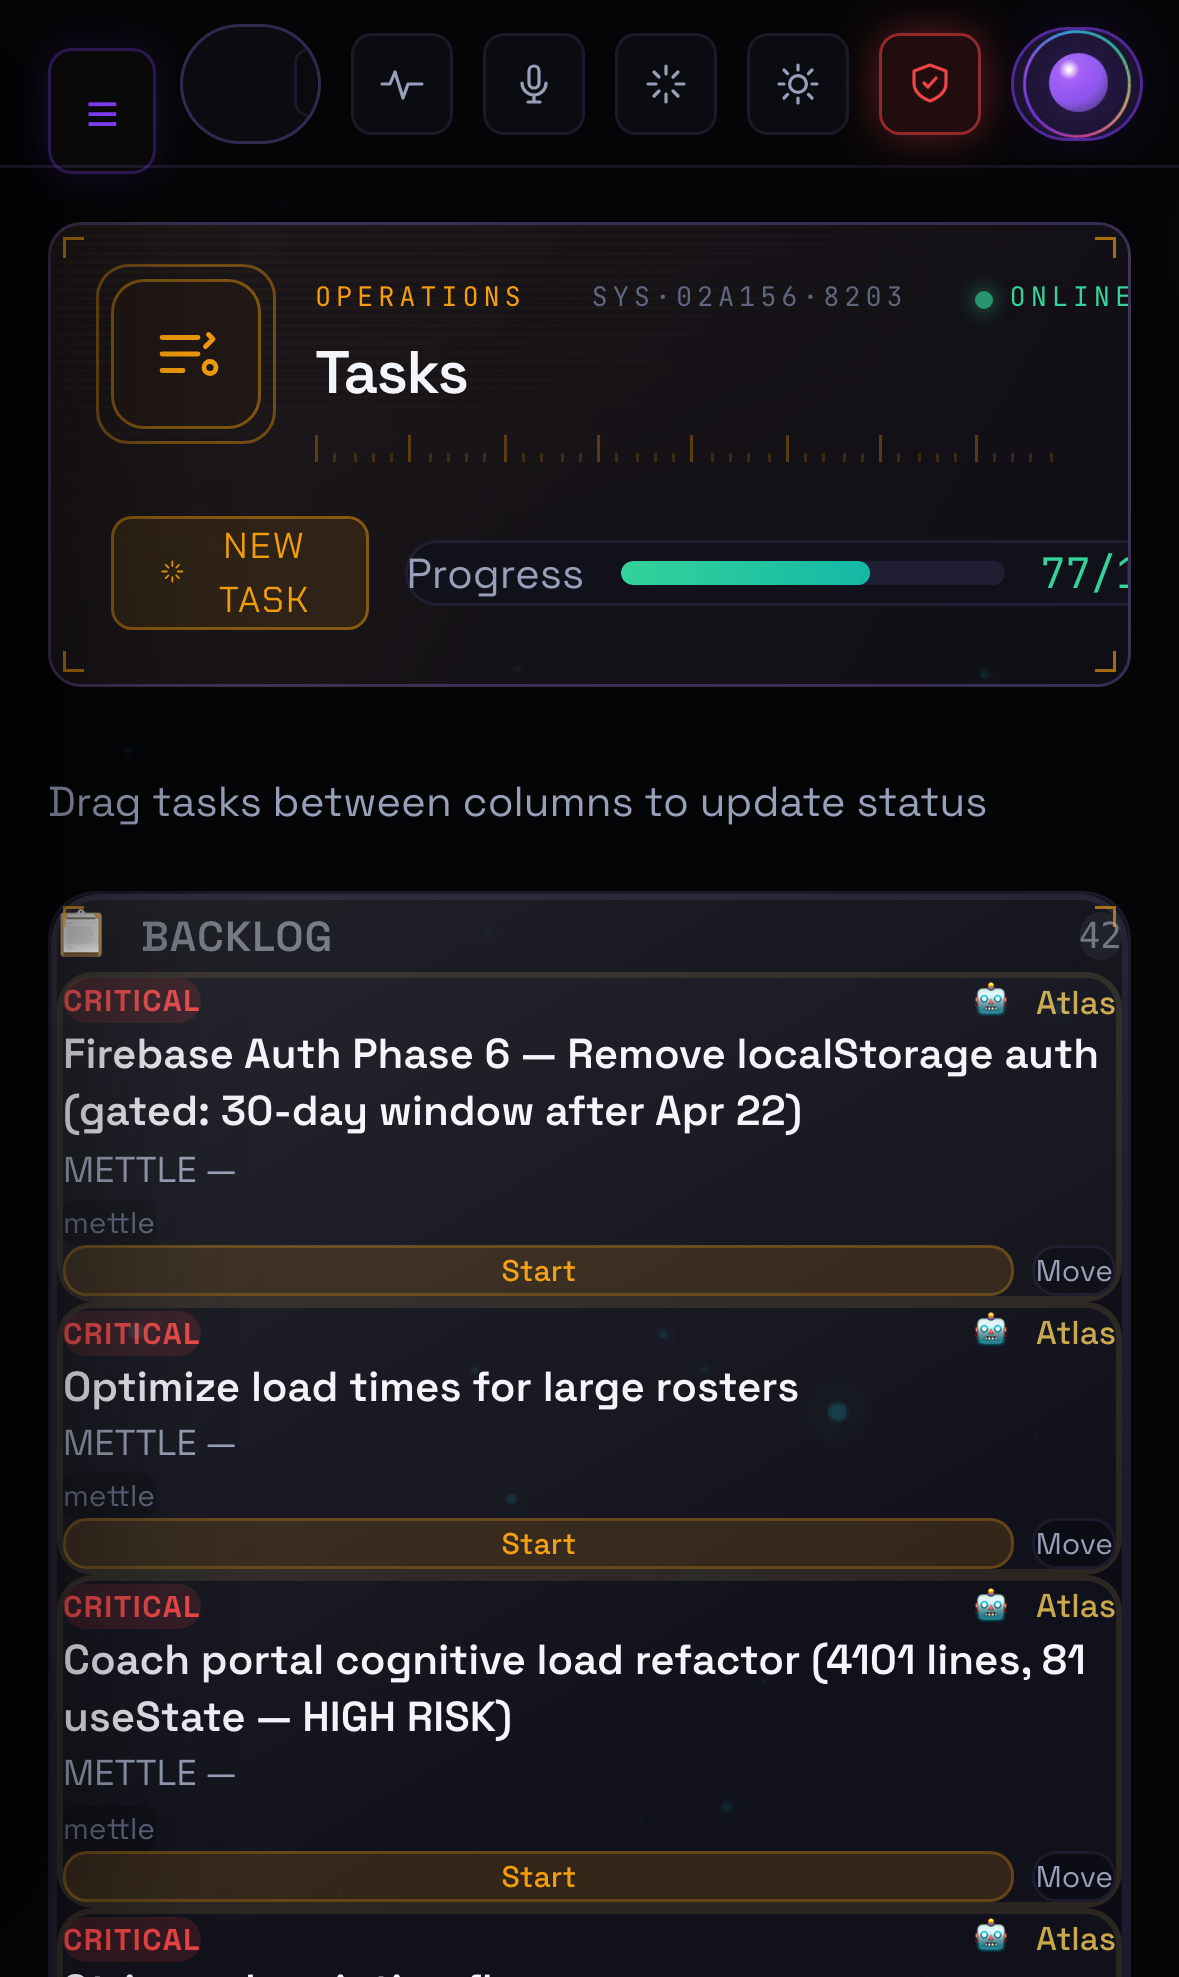 OPERATIONS SYS·02A156·8203 ONLINE
Tasks
NEW
TASK
Progress 77/1
Drag tasks between columns to update status
BACKLOG 42
CRITICAL Atlas
Firebase Auth Phase 6 — Remove localStorage auth
(gated: 30-day window after Apr 22)
METTLE —
mettle
Start Move
CRITICAL Atlas
Optimize load times for large rosters
METTLE —
mettle
Start Move
CRITICAL Atlas
Coach portal cognitive load refactor (4101 lines, 81
useState — HIGH RISK)
METTLE —
mettle
Start Move
CRITICAL Atlas